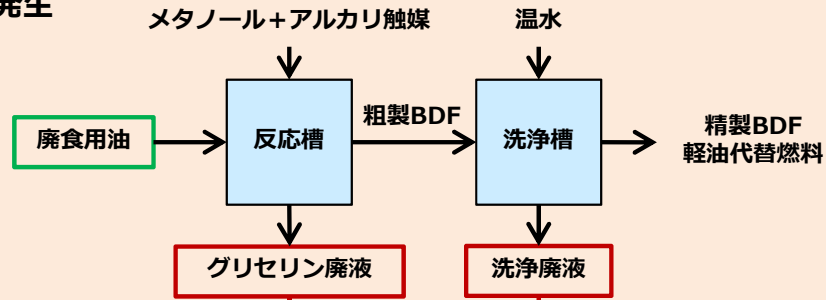 発生
メタノール＋アルカリ触媒
温水
廃食用油
反応槽
粗製BDF
洗浄槽
精製BDF
軽油代替燃料
グリセリン廃液
洗浄廃液